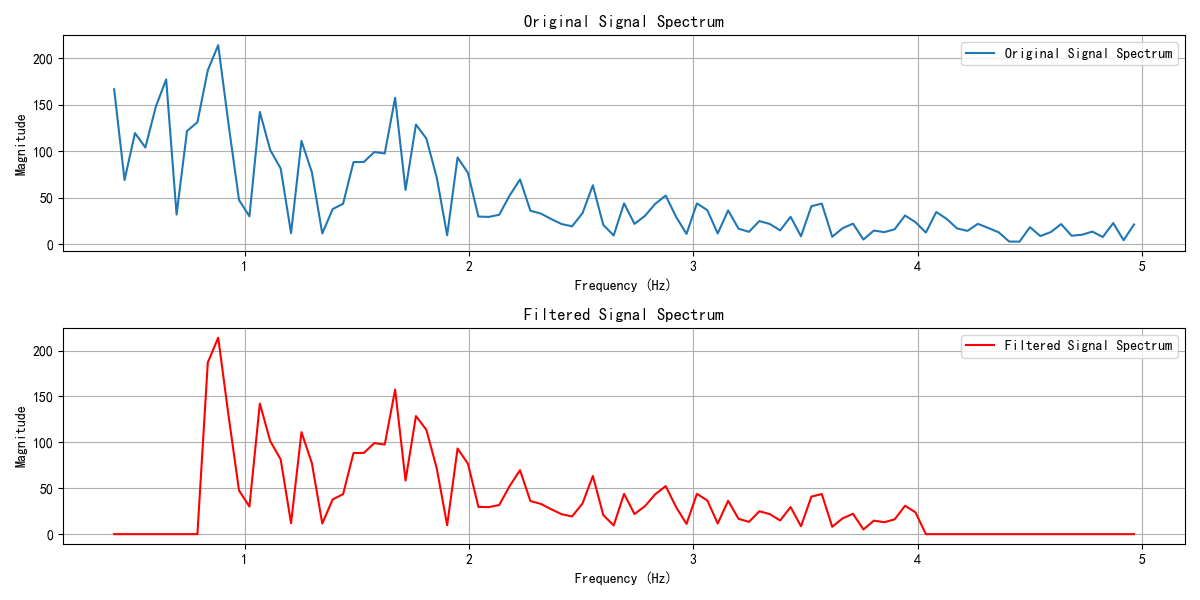 Original Signal Spectrum
Original Signal Spectrum
Magnitude
200
150
100
50
0
1
2
3
4
5
Frequency (Hz)
Filtered Signal Spectrum
Filtered Signal Spectrum
Magnitude
200
150
100
50
0
1
2
3
4
5
Frequency (Hz)